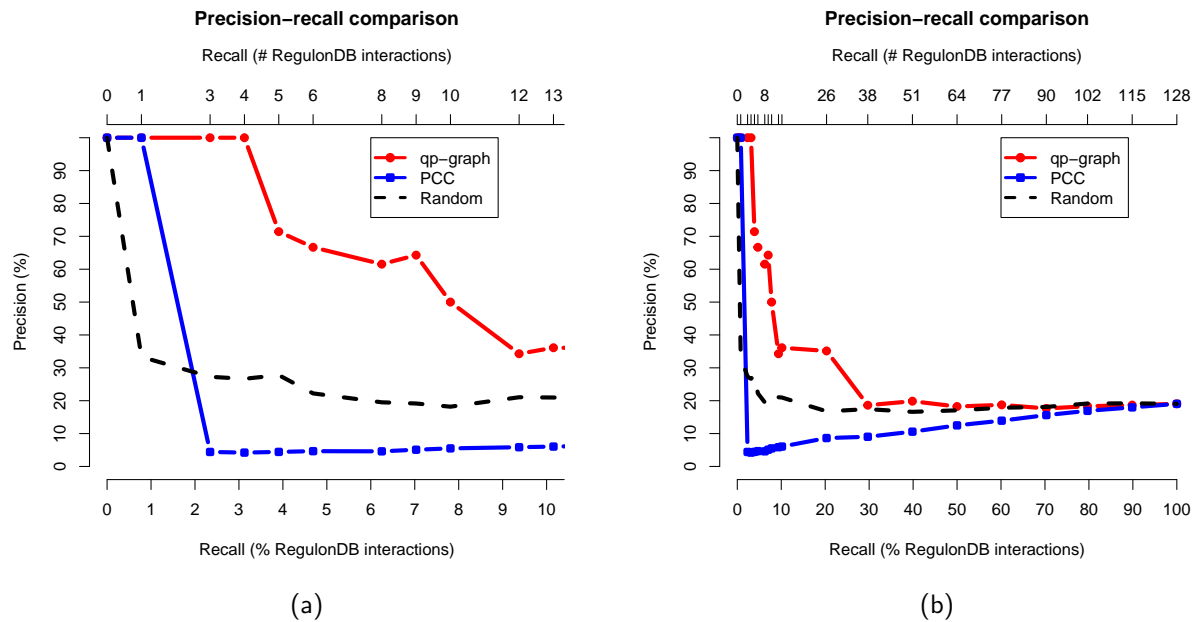 Precision−recall comparison
Recall (# RegulonDB interactions)
0 1 3 4 5 6 8 9 10 12 13
qp−graph
PCC
Random
Precision (%)
0 10 20 30 40 50 60 70 80 90
0 1 2 3 4 5 6 7 8 9 10
Recall (% RegulonDB interactions)
(a)
Precision−recall comparison
Recall (# RegulonDB interactions)
0 8 26 38 51 64 77 90 102 115 128
qp−graph
PCC
Random
Precision (%)
0 10 20 30 40 50 60 70 80 90
0 10 20 30 40 50 60 70 80 90 100
Recall (% RegulonDB interactions)
(b)